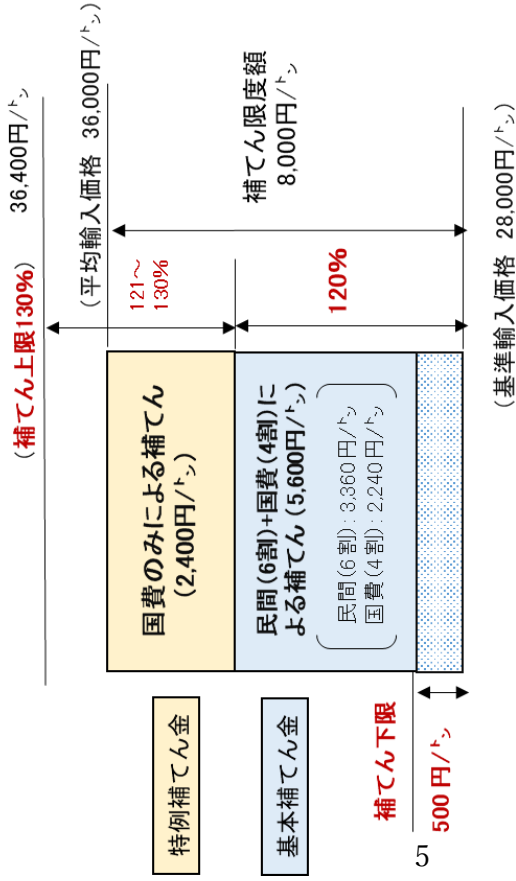 (補てん上限130%) 36,400円/㌧
(平均輸入価格 36,000円/㌧)
特例補てん金
国費のみによる補てん
(2,400円/㌧)
121～
130%
補てん限度額
8,000円/㌧
基本補てん金
民間(6割)+国費(4割)に
よる補てん(5,600円/㌧)
民間(6割)：3,360円/㌧
国費(4割)：2,240円/㌧
120%
補てん下限
500円/㌧
(基準輸入価格 28,000円/㌧)
5